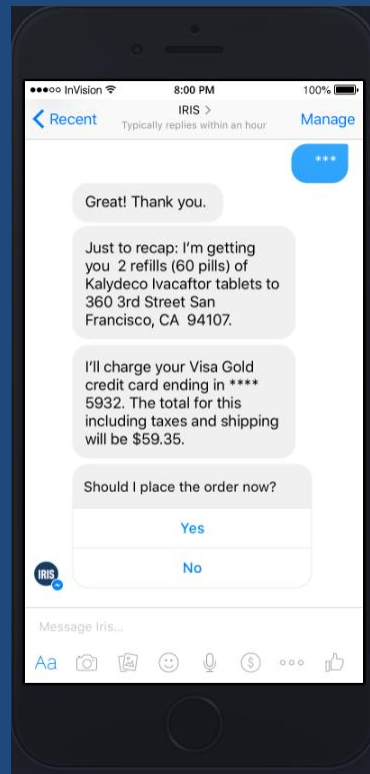 InVision 8:00 PM 100%
Recent IRIS > Manage
Typically replies within an hour
***
Great! Thank you.
Just to recap: I'm getting
you 2 refills (60 pills) of
Kalydeco Ivacaftor tablets to
360 3rd Street San
Francisco, CA 94107.
I'll charge your Visa Gold
credit card ending in ****
5932. The total for this
including taxes and shipping
will be $59.35.
Should I place the order now?
Yes
No
IRIS
Message Iris...
Aa